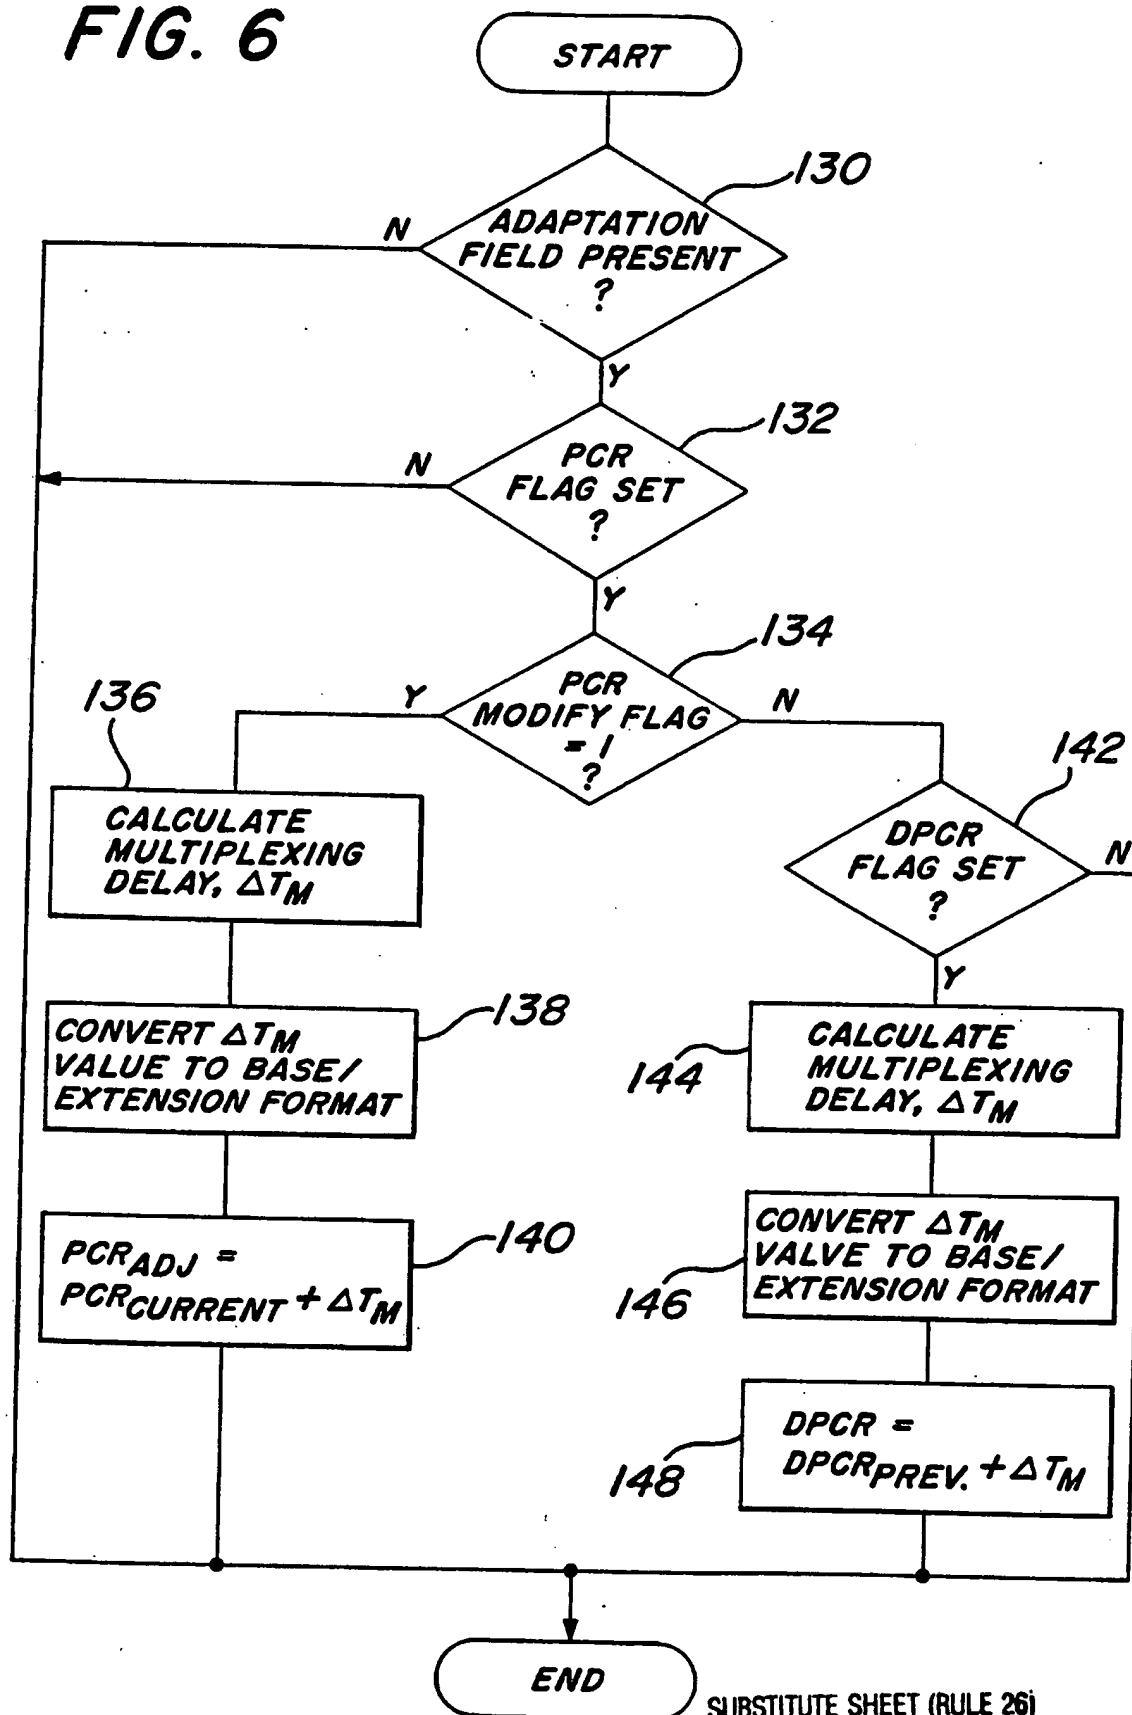 FIG. 6
START
130
ADAPTATION
FIELD PRESENT
?
N
Y
132
PCR
FLAG SET
?
N
Y
134
PCR
MODIFY FLAG
= 1
?
Y
N
136
CALCULATE
MULTIPLEXING
DELAY, ΔTM
142
DPCR
FLAG SET
?
N
Y
138
CONVERT ΔTM
VALUE TO BASE/
EXTENSION FORMAT
144
CALCULATE
MULTIPLEXING
DELAY, ΔTM
140
PCRADJ =
PCRCURRENT + ΔTM
146
CONVERT ΔTM
VALVE TO BASE/
EXTENSION FORMAT
148
DPCR =
DPCRPREV. + ΔTM
END
SUBSTITUTE SHEET (RULE 26)